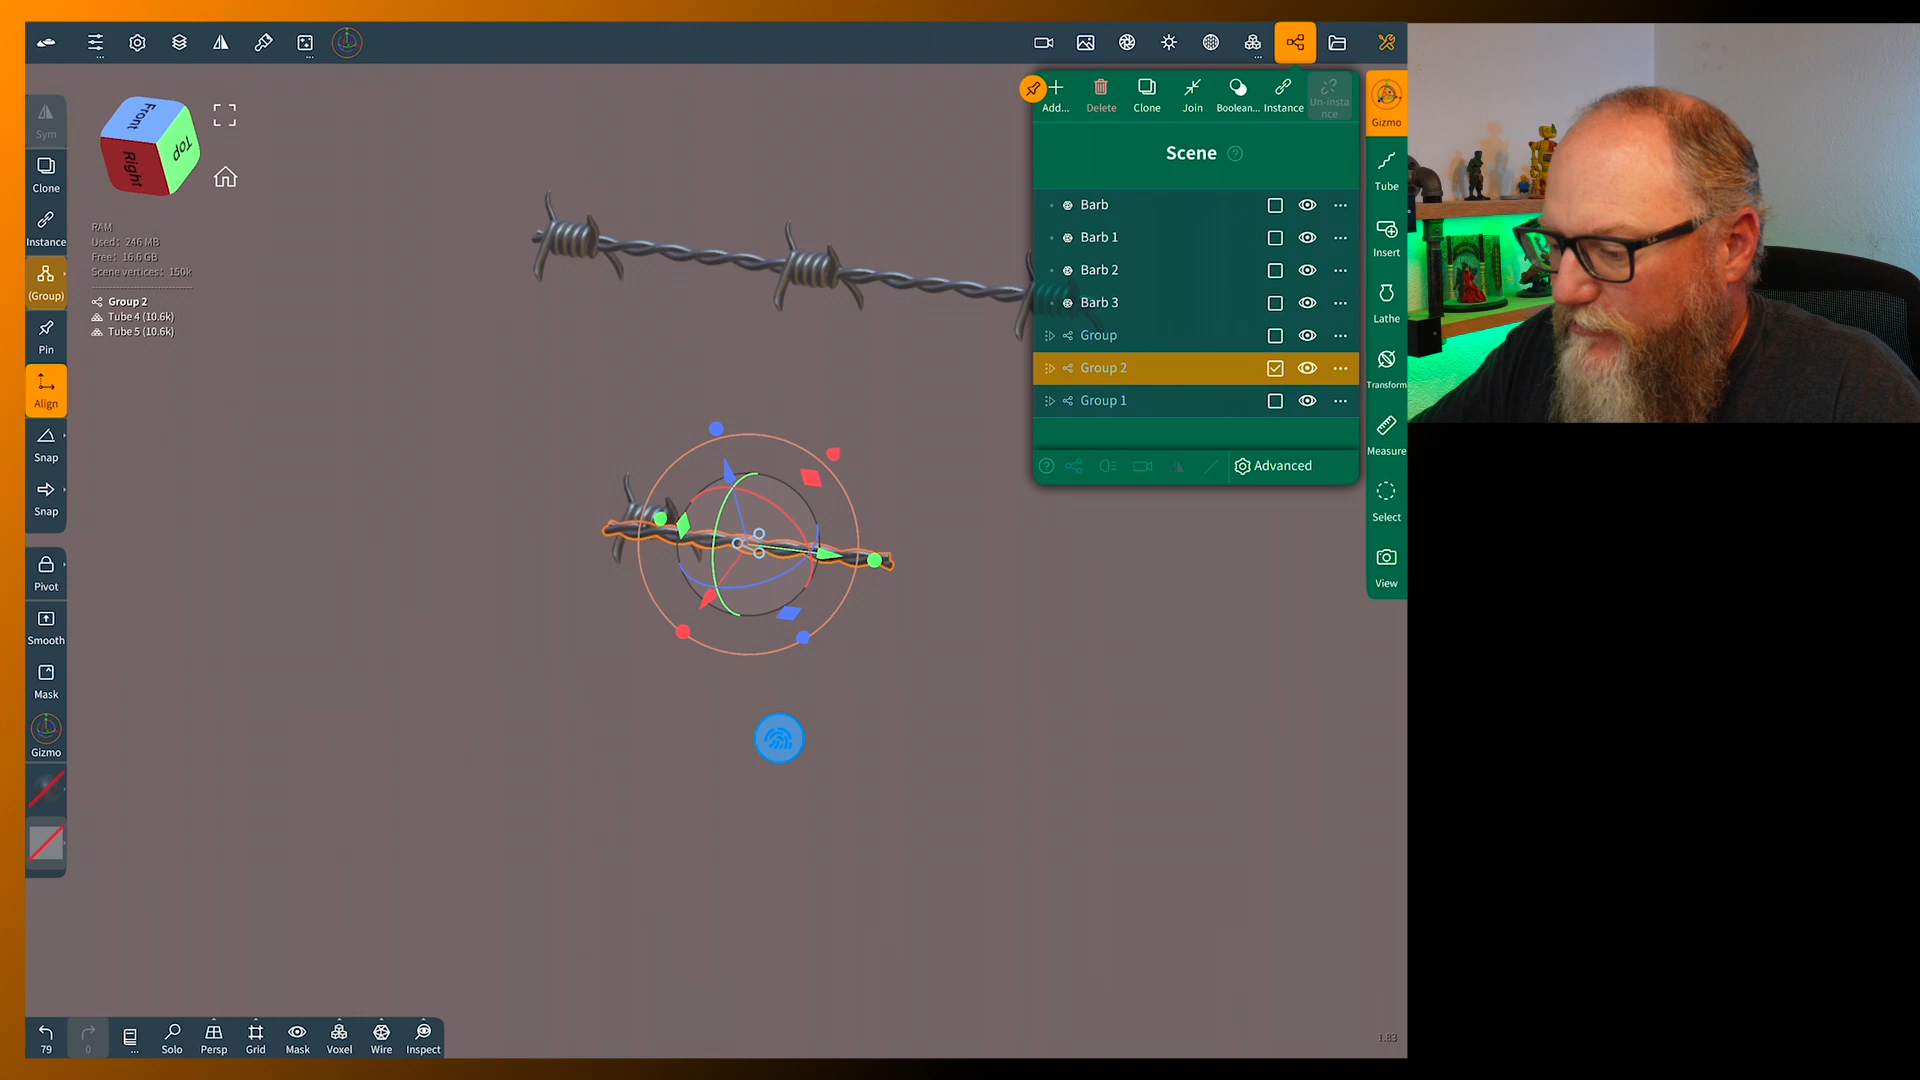 Front
Right
Top
RAM
Used: 246 MB
Free: 16.6 GB
Scene vertices: 150k
Group 2
Tube 4 (10.6k)
Tube 5 (10.6k)
Sym
Clone
Instance
(Group)
Pin
Align
Snap
Snap
Pivot
Smooth
Mask
Gizmo
79
0
...
Solo
Persp
Grid
Mask
Voxel
Wire
Inspect
Add...
Delete
Clone
Join
Boolean...
Instance
Un-insta
nce
Scene ?
Barb
Barb 1
Barb 2
Barb 3
Group
Group 2
Group 1
? Advanced
Gizmo
Tube
Insert
Lathe
Transform
Measure
Select
View
1.83